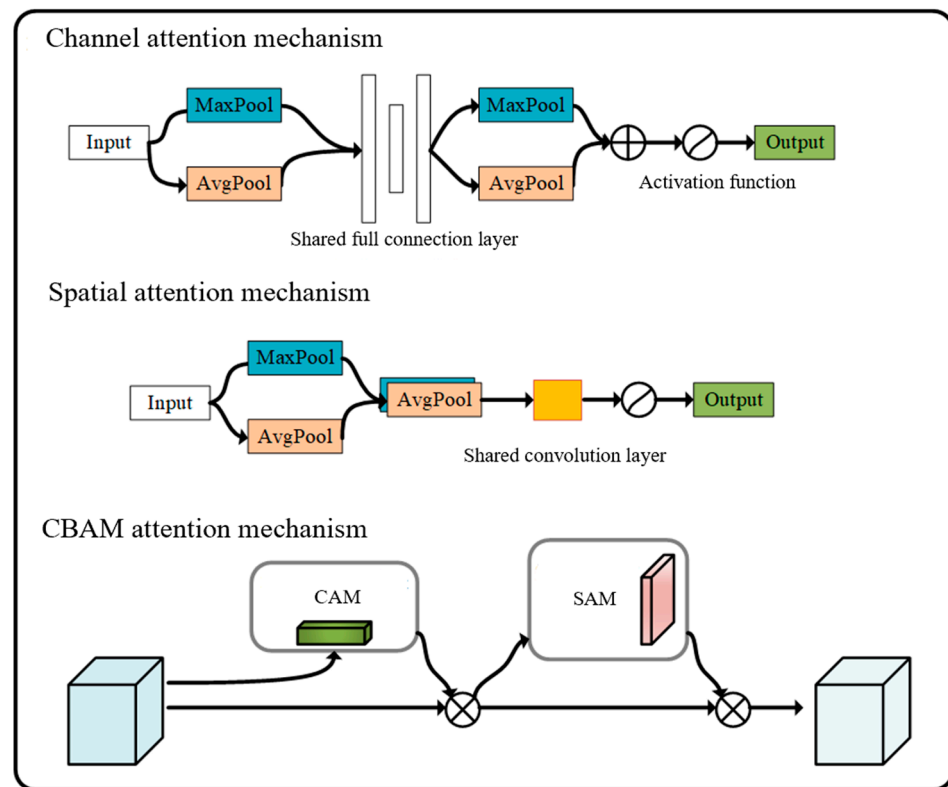 Channel attention mechanism
MaxPool
MaxPool
Input
Output
AvgPool
AvgPool
Activation function
Shared full connection layer
Spatial attention mechanism
MaxPool
Input
AvgPool
Output
AvgPool
Shared convolution layer
CBAM attention mechanism
CAM
SAM